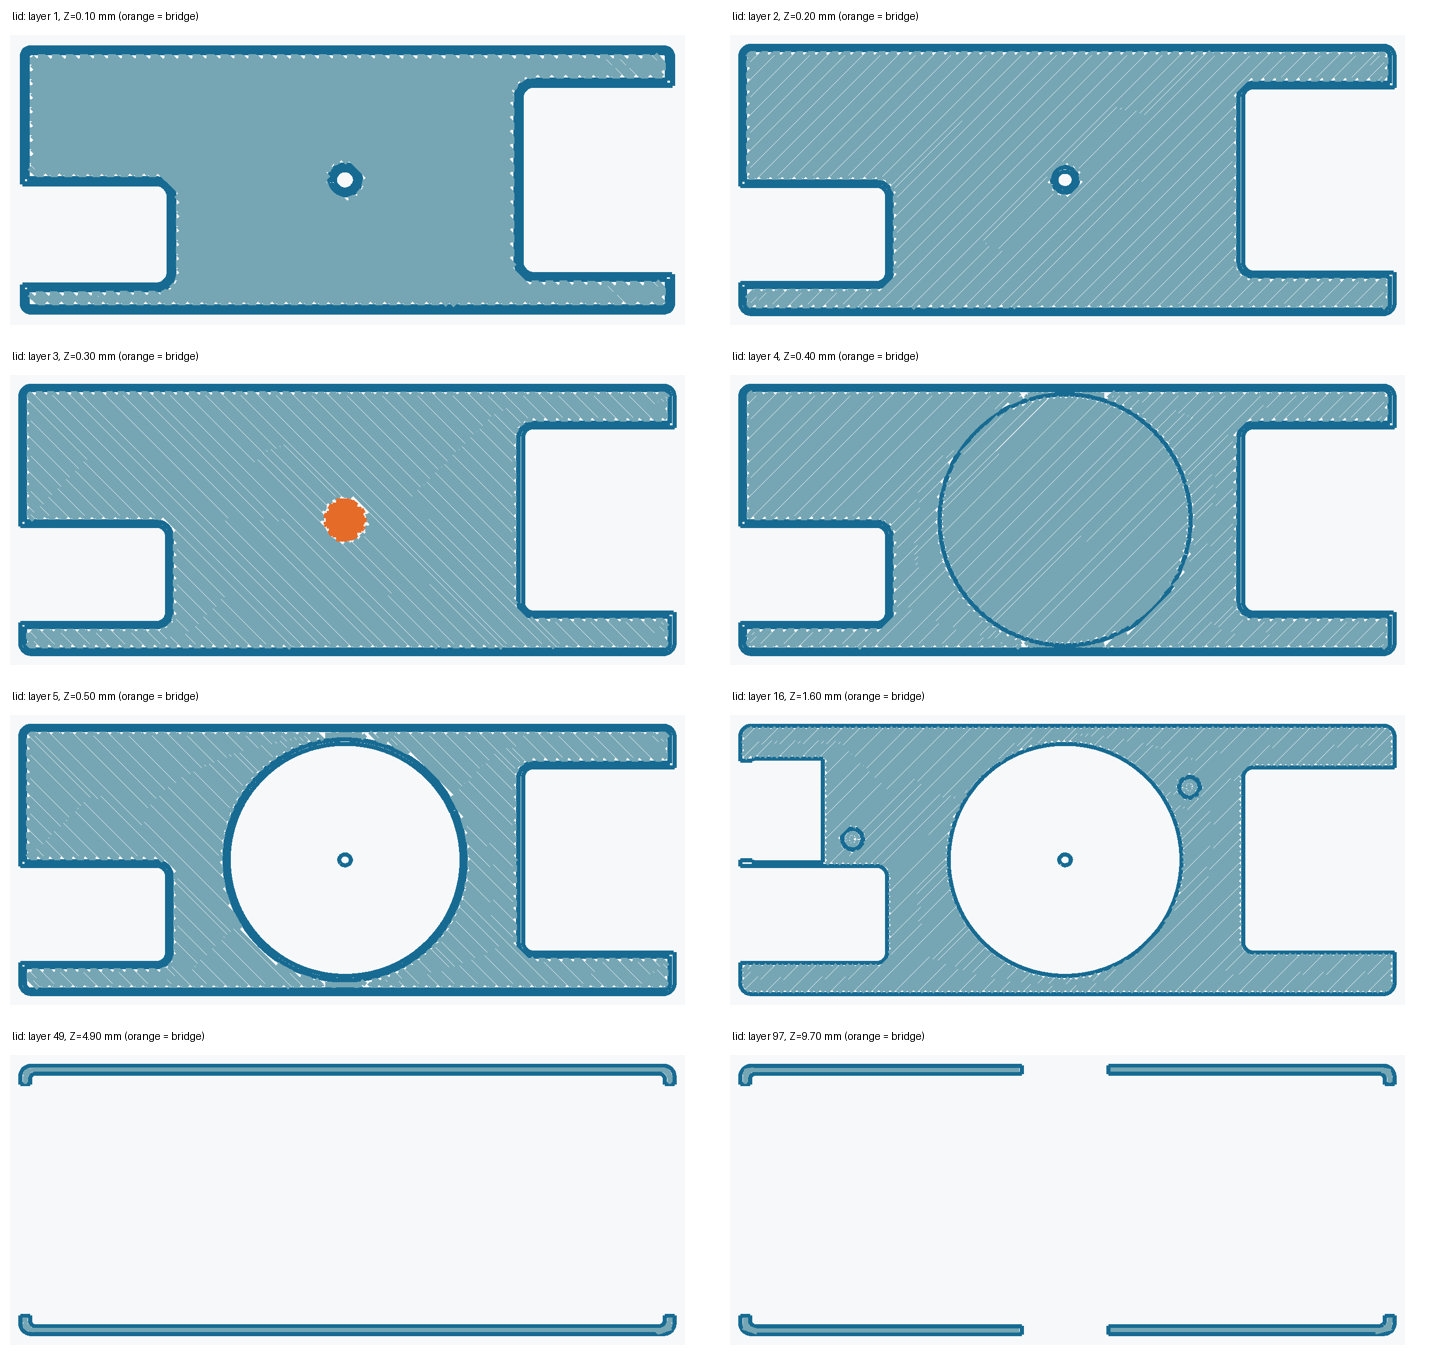 lid: layer 1, Z=0.10 mm (orange = bridge)
lid: layer 2, Z=0.20 mm (orange = bridge)
lid: layer 3, Z=0.30 mm (orange = bridge)
lid: layer 4, Z=0.40 mm (orange = bridge)
lid: layer 5, Z=0.50 mm (orange = bridge)
lid: layer 16, Z=1.60 mm (orange = bridge)
lid: layer 49, Z=4.90 mm (orange = bridge)
lid: layer 97, Z=9.70 mm (orange = bridge)